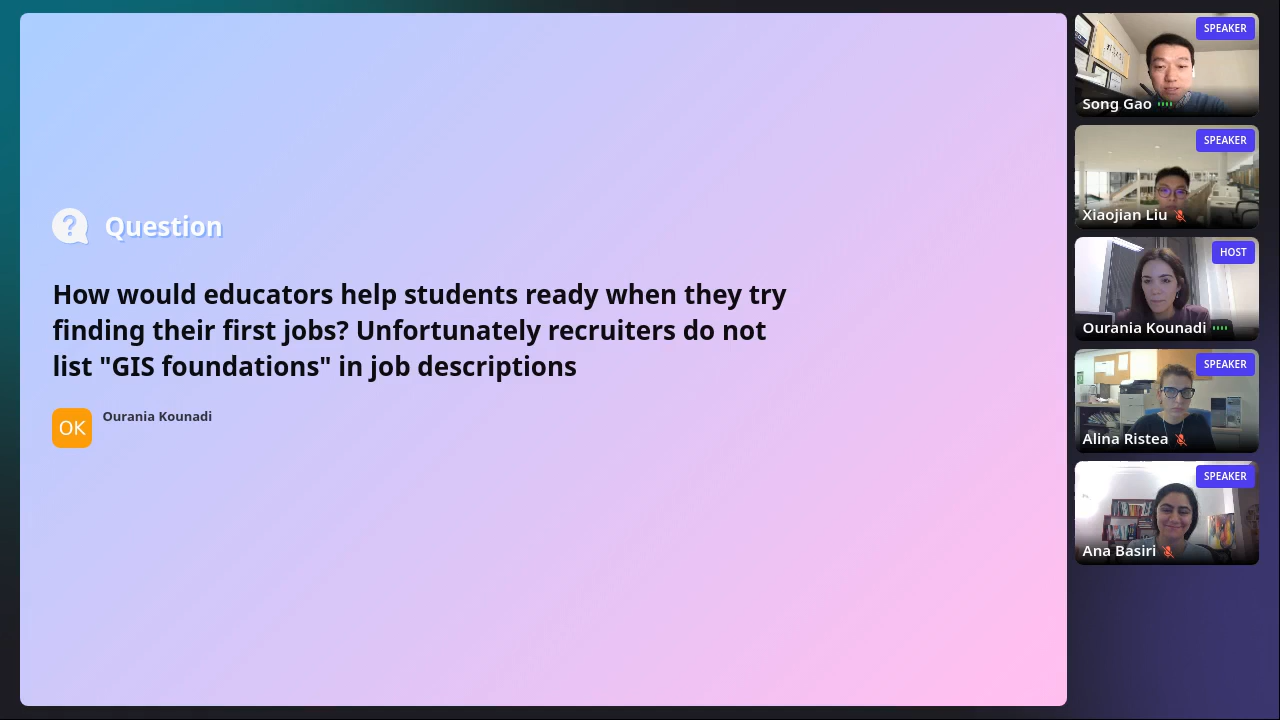 Question
How would educators help students ready when they try
finding their first jobs? Unfortunately recruiters do not
list "GIS foundations" in job descriptions
OK
Ourania Kounadi
SPEAKER
Song Gao
SPEAKER
Xiaojian Liu
HOST
Ourania Kounadi
SPEAKER
Alina Ristea
SPEAKER
Ana Basiri